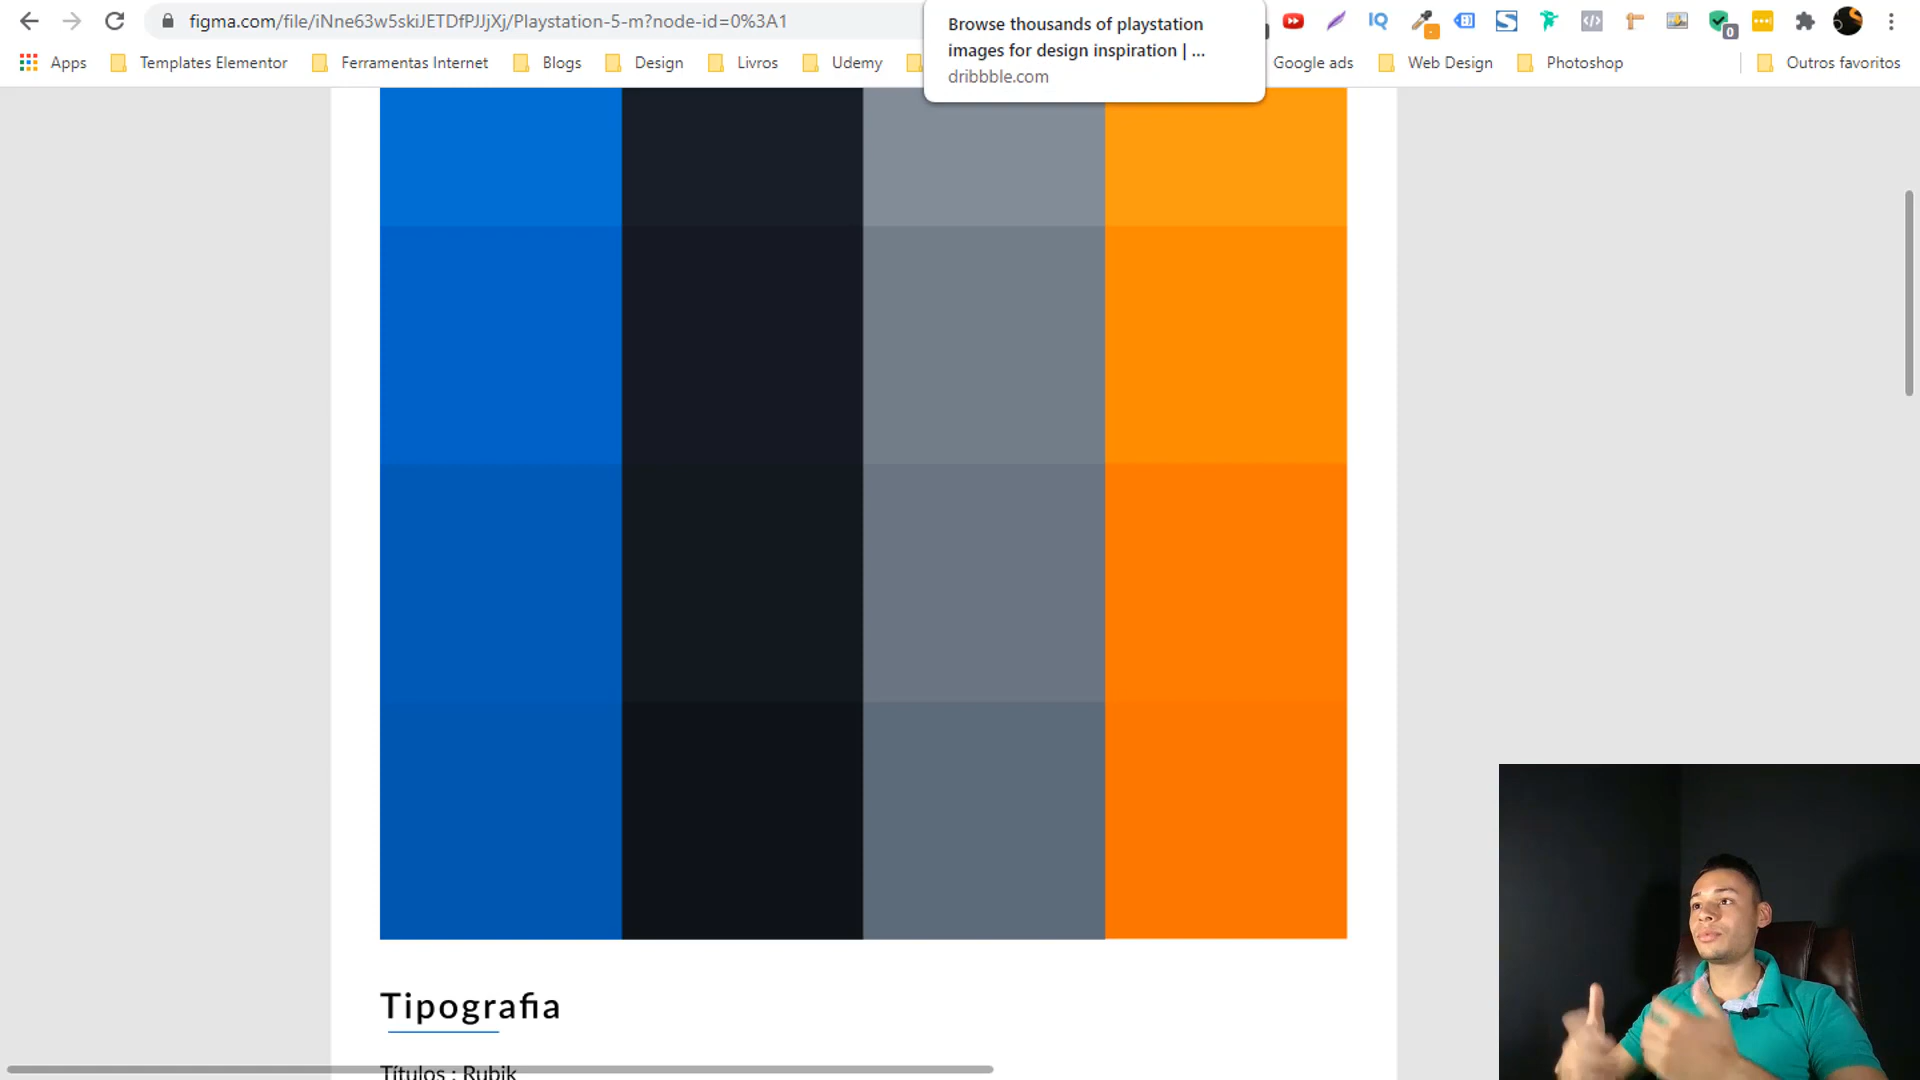 figma.com/file/iNne63w5skiJETDfPJJjXj/Playstation-5-m?node-id=0%3A1
Browse thousands of playstation
images for design inspiration | ...
dribbble.com
IQ
0
Apps
Templates Elementor
Ferramentas Internet
Blogs
Design
Livros
Udemy
Google ads
Web Design
Photoshop
Outros favoritos
Tipografia
Títulos : Rubik